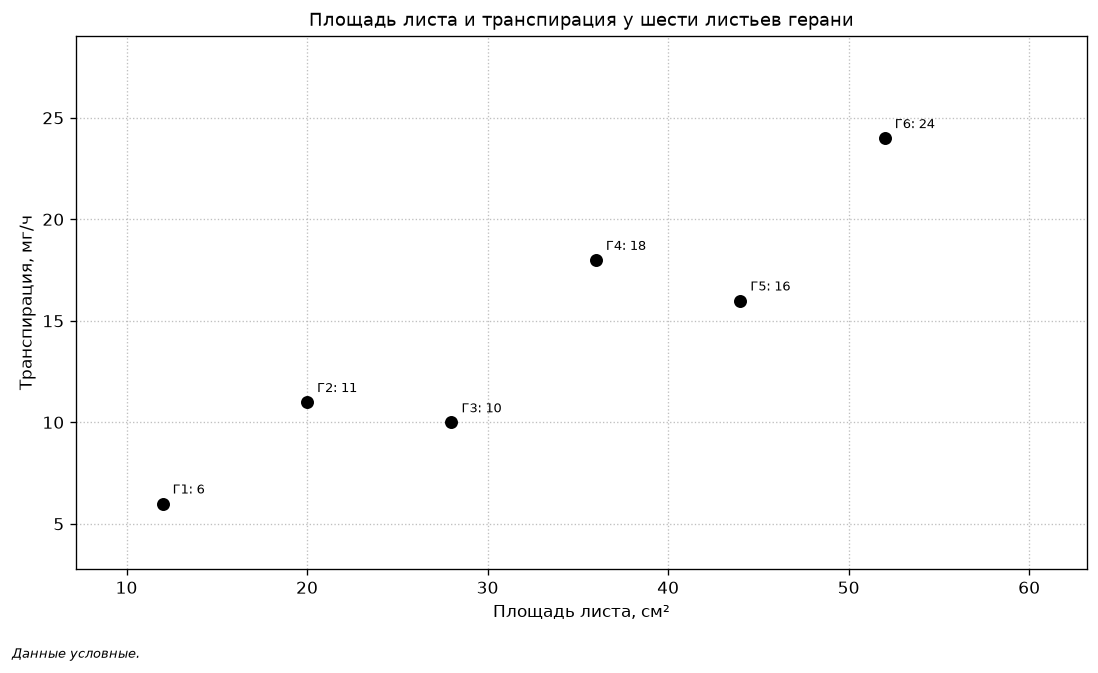 Площадь листа и транспирация у шести листьев герани
Транспирация, мг/ч
25
20
15
10
5
Г6: 24
Г4: 18
Г5: 16
Г2: 11
Г3: 10
Г1: 6
10 20 30 40 50 60
Площадь листа, см²
Данные условные.